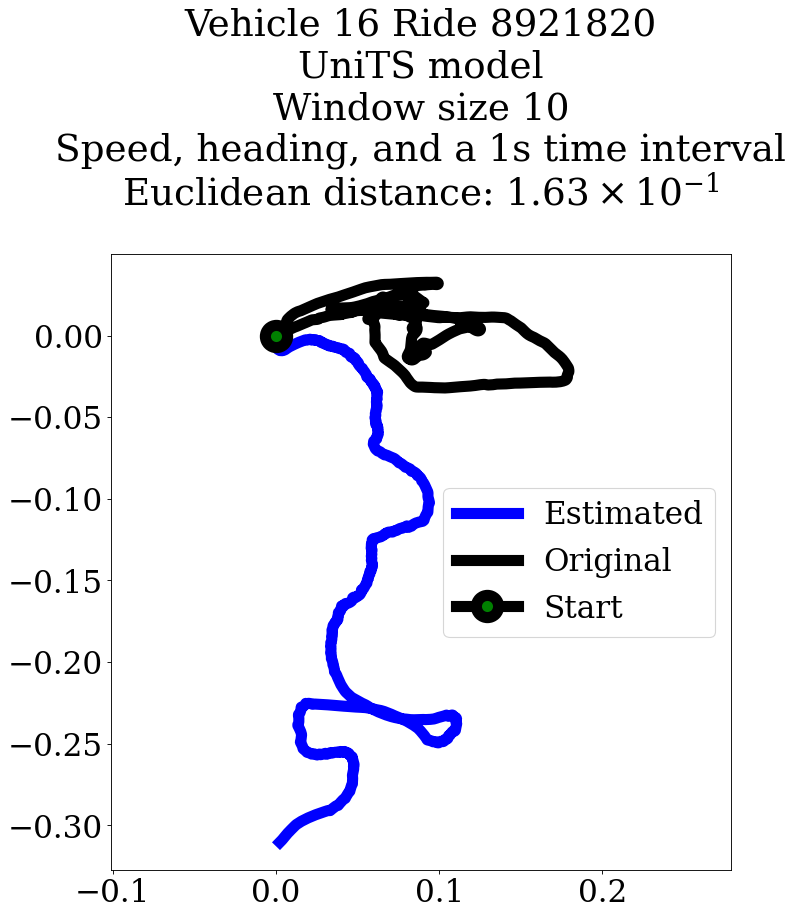 Vehicle 16 Ride 8921820
UniTS model
Window size 10
Speed, heading, and a 1s time interval
Euclidean distance: 1.63 × 10⁻¹
0.00
−0.05
−0.10
−0.15
−0.20
−0.25
−0.30
Estimated
Original
Start
−0.1
0.0
0.1
0.2